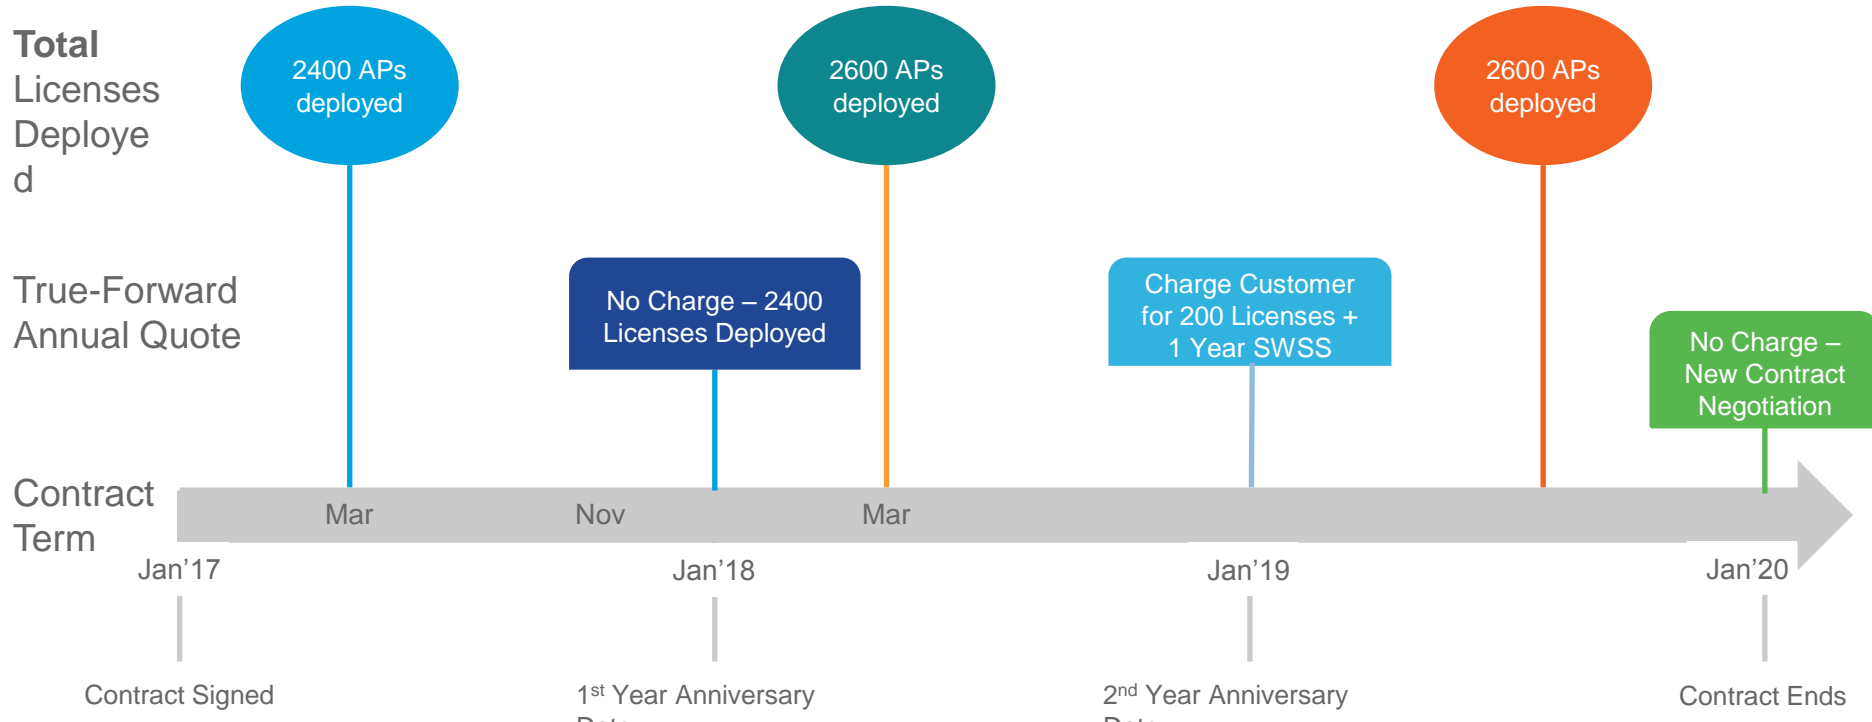 Total
Licenses
Deploye
d
2400 APs
deployed
2600 APs
deployed
2600 APs
deployed
True-Forward
Annual Quote
No Charge – 2400
Licenses Deployed
Charge Customer
for 200 Licenses +
1 Year SWSS
No Charge –
New Contract
Negotiation
Contract
Term
Mar
Nov
Mar
Jan’17
Jan’18
Jan’19
Jan’20
Contract Signed
1st Year Anniversary
2nd Year Anniversary
Contract Ends